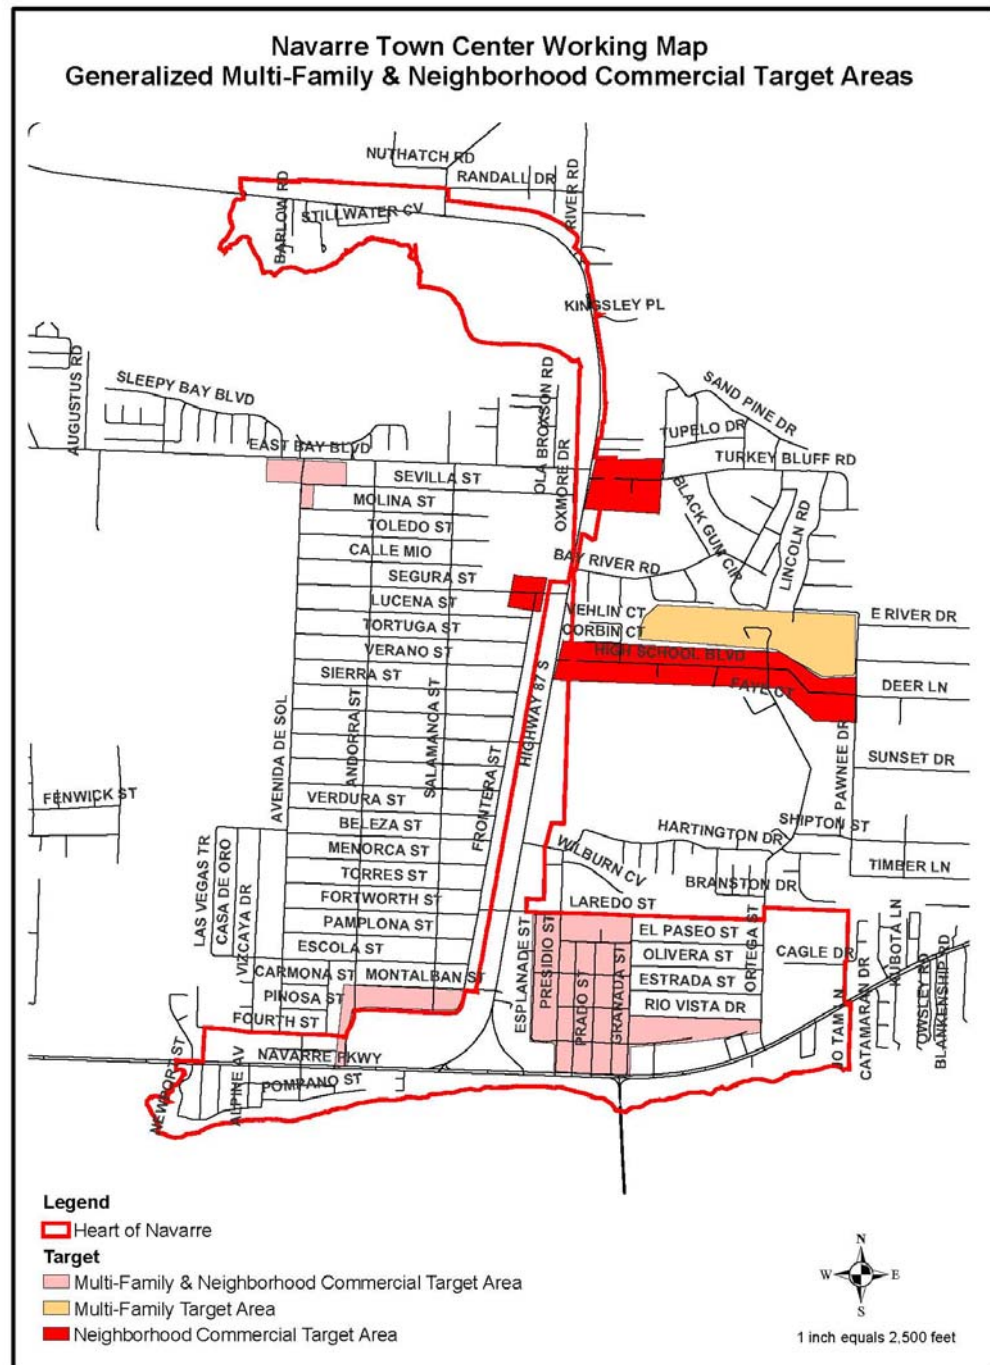 Navarre Town Center Working Map
Generalized Multi-Family & Neighborhood Commercial Target Areas
NUTHATCH RD
RANDALL DR
RIVER RD
BARLOW RD
STILLWATER CV
KINGSLEY PL
AUGUSTUS RD
SLEEPY BAY BLVD
OLA BROXSON RD
SAND PINE DR
TUPELO DR
EAST BAY BLVD
TURKEY BLUFF RD
SEVILLA ST
OXMORE DR
MOLINA ST
BLACK GUM CIR
LINCOLN RD
TOLEDO ST
CALLE MIO
BAY RIVER RD
SEGURA ST
LUCENA ST
VEHLIN CT
E RIVER DR
TORTUGA ST
CORBIN CT
VERANO ST
HIGH SCHOOL BLVD
SIERRA ST
FAYE CT
DEER LN
HIGHWAY 87 S
AVENIDA DE SOL
ANDORRA ST
SALAMANCA ST
FRONTERA ST
PAWNEE DR
SUNSET DR
FENWICK ST
VERDURA ST
BELEZA ST
SHIPTON ST
HARTINGTON DR
MENORCA ST
WILBURN CV
TIMBER LN
LAS VEGAS TR
CASA DE ORO
VIZCAYA DR
TORRES ST
BRANSTON DR
FORTWORTH ST
LAREDO ST
PAMPLONA ST
ESPLANADE ST
PRESIDIO ST
EL PASEO ST
ORTEGA ST
KUBOTA LN
ESCOLA ST
OLIVERA ST
CAGLE DR
CARMONA ST
MONTALBAN ST
PRADO ST
GRANADA ST
ESTRADA ST
JO TAM LN
CATAMARAN DR
OWSLEY RD
BLANKENSHIP RD
PINOSA ST
RIO VISTA DR
FOURTH ST
NEWPORT ST
ALPINE AV
NAVARRE PKWY
POMPANO ST
Legend
Heart of Navarre
Target
Multi-Family & Neighborhood Commercial Target Area
Multi-Family Target Area
Neighborhood Commercial Target Area
N
W
E
S
1 inch equals 2,500 feet